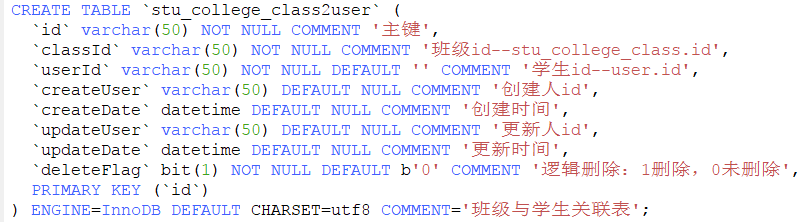 CREATE TABLE `stu_college_class2user` (
  `id` varchar(50) NOT NULL COMMENT '主键',
  `classId` varchar(50) NOT NULL COMMENT '班级id--stu_college_class.id',
  `userId` varchar(50) NOT NULL DEFAULT '' COMMENT '学生id--user.id',
  `createUser` varchar(50) DEFAULT NULL COMMENT '创建人id',
  `createDate` datetime DEFAULT NULL COMMENT '创建时间',
  `updateUser` varchar(50) DEFAULT NULL COMMENT '更新人id',
  `updateDate` datetime DEFAULT NULL COMMENT '更新时间',
  `deleteFlag` bit(1) NOT NULL DEFAULT b'0' COMMENT '逻辑删除：1删除，0未删除',
  PRIMARY KEY (`id`)
) ENGINE=InnoDB DEFAULT CHARSET=utf8 COMMENT='班级与学生关联表';